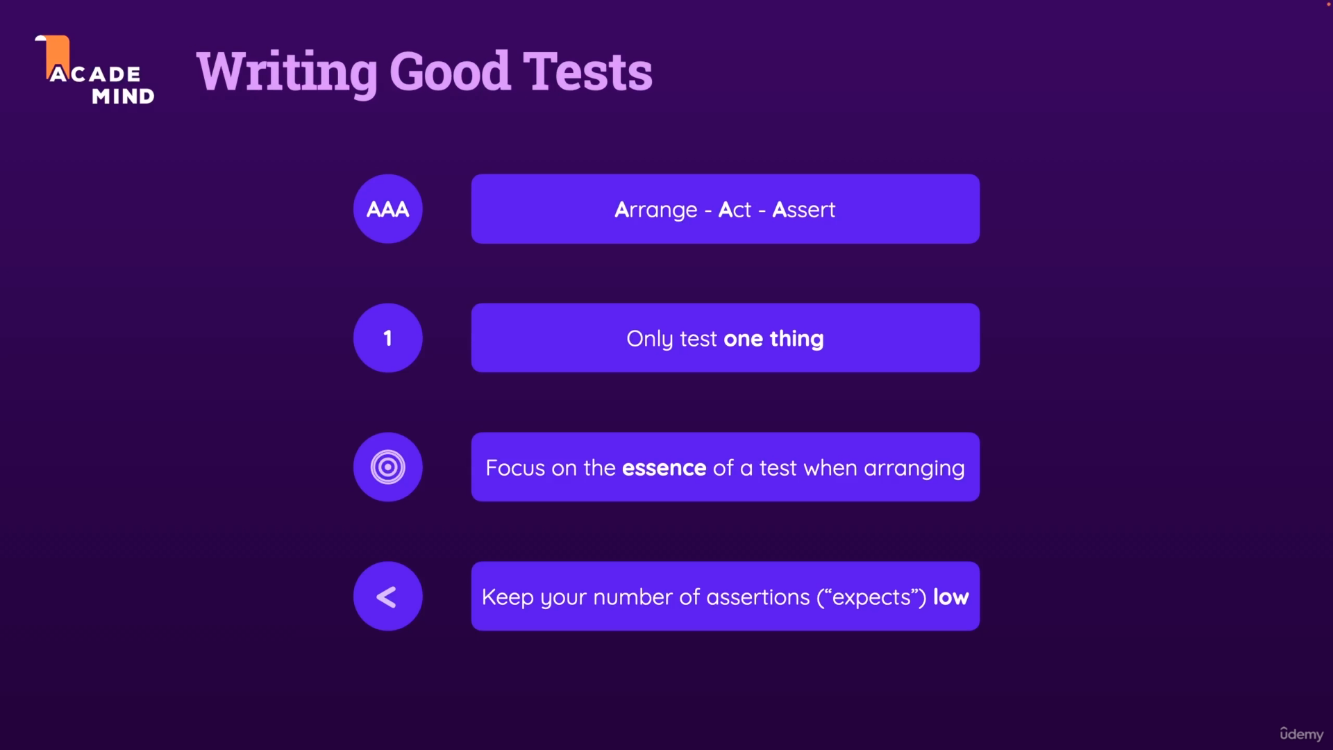 ACADE
MIND
Writing Good Tests
AAA
Arrange - Act - Assert
1
Only test one thing
Focus on the essence of a test when arranging
<
Keep your number of assertions (“expects”) low
ûdemy